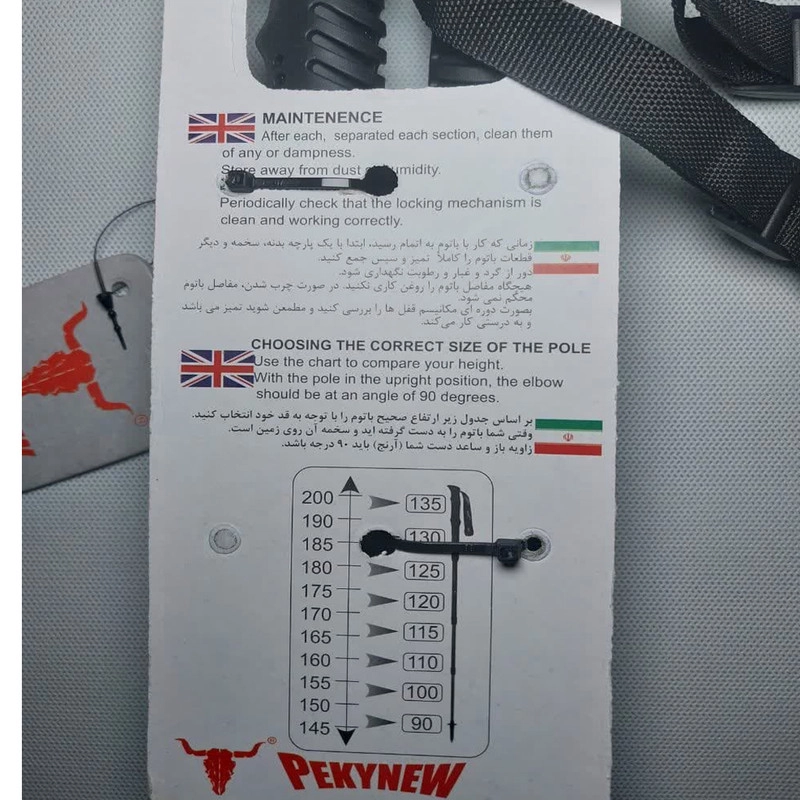 MAINTENENCE
After each, separated each section, clean them
of any or dampness.
Store away from dust humidity.
Periodically check that the locking mechanism is
clean and working correctly.
زمانی که کار با باتوم به اتمام رسید، ابتدا با یک پارچه بدنه، سخمه و دیگر
قطعات باتوم را کاملا تمیز و سپس جمع کنید.
دور از گرد و غبار و رطوبت نگهداری شود.
هیچگاه مفاصل باتوم را روغن کاری نکنید. در صورت چرب شدن، مفاصل باتوم
محکم نمی شود.
بصورت دوره ای مکانیسم قفل ها را بررسی کنید و مطمعن شوید تمیز می باشد
و به درستی کار می‌کند.
CHOOSING THE CORRECT SIZE OF THE POLE
Use the chart to compare your height.
With the pole in the upright position, the elbow
should be at an angle of 90 degrees.
بر اساس جدول زیر ارتفاع صحیح باتوم را با توجه به قد خود انتخاب کنید.
وقتی شما باتوم را به دست گرفته اید و سخمه آن روی زمین است.
زاویه باز و ساعد دست شما (آرنج) باید ۹۰ درجه باشد.
200 135
190
185 130
180 125
175
170 120
165 115
160 110
155
150 100
145 90
® PEKYNEW
®